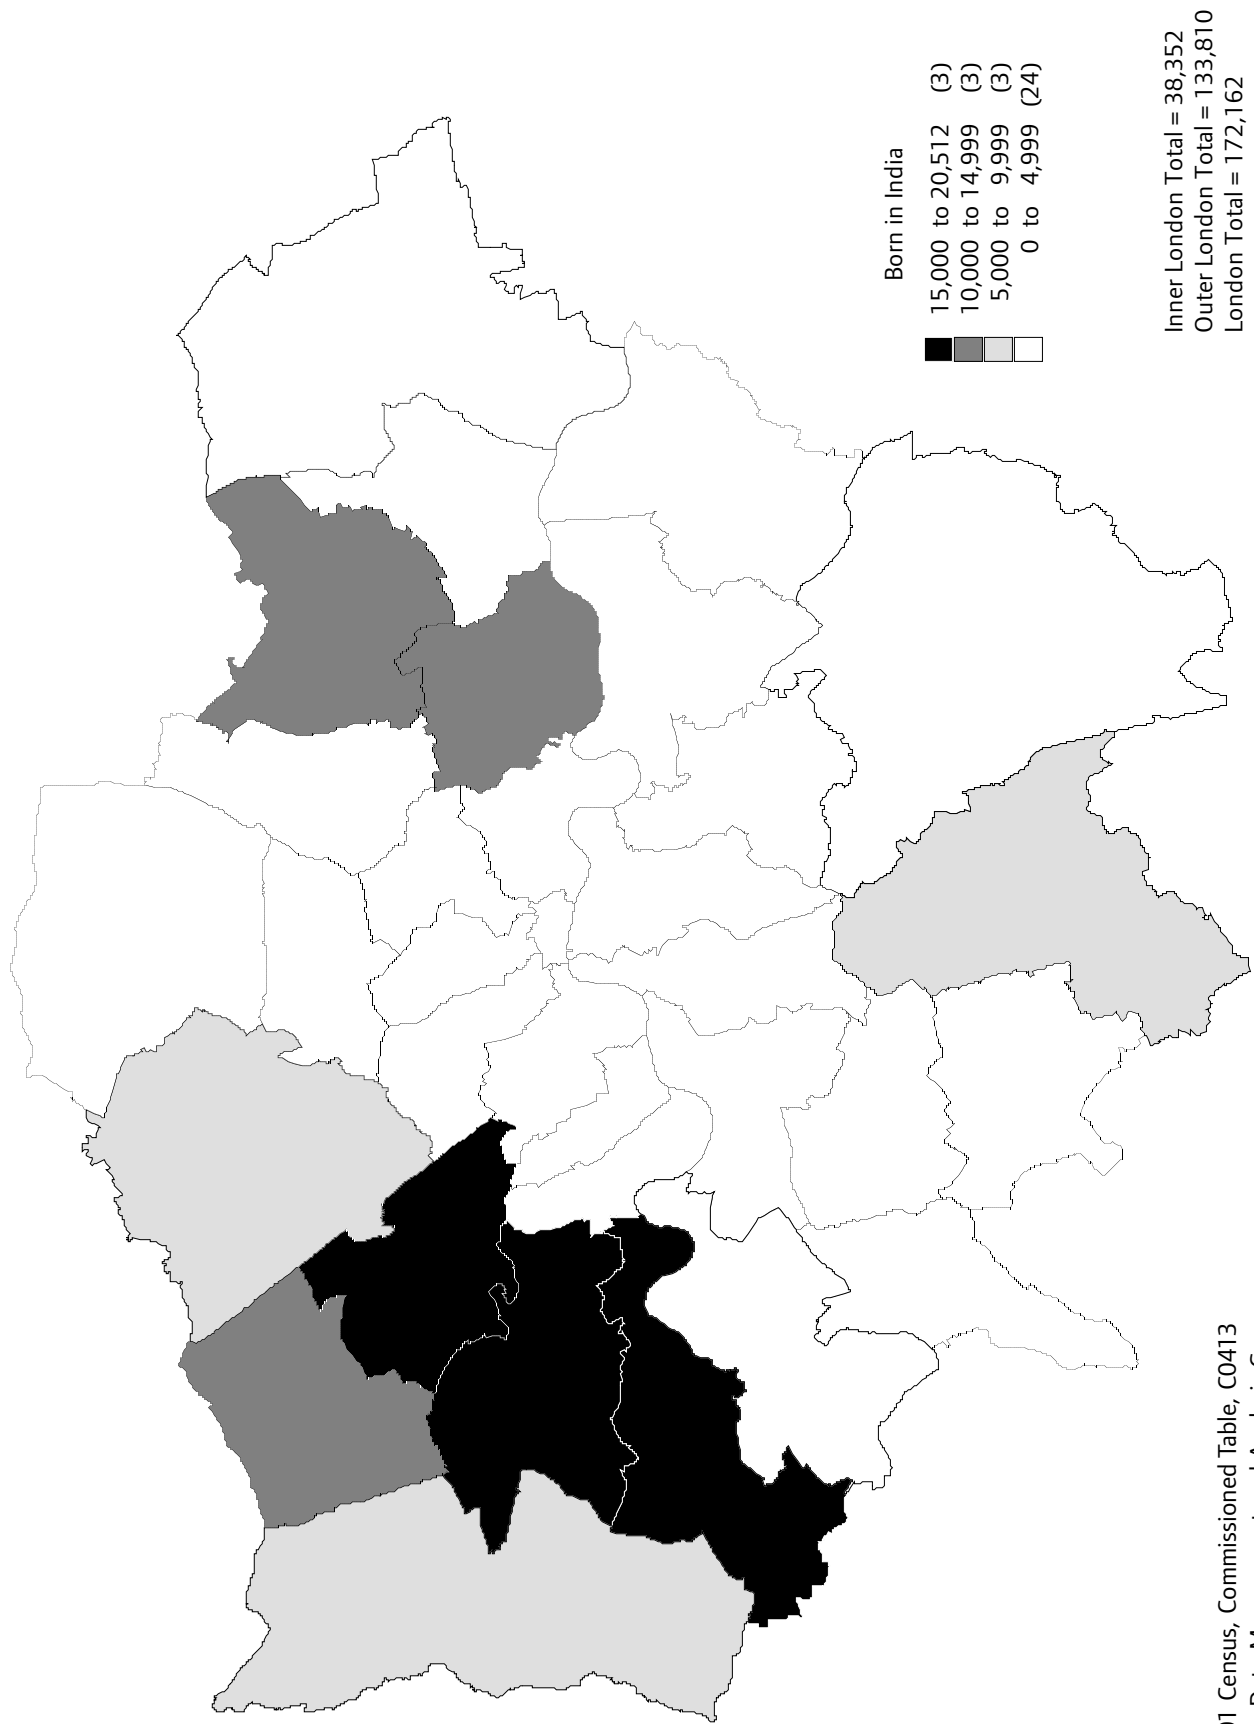 Born in India
15,000 to 20,512 (3)
10,000 to 14,999 (3)
5,000 to 9,999 (3)
0 to 4,999 (24)
Inner London Total = 38,352
Outer London Total = 133,810
London Total = 172,162
Census, Commissioned Table, C0413